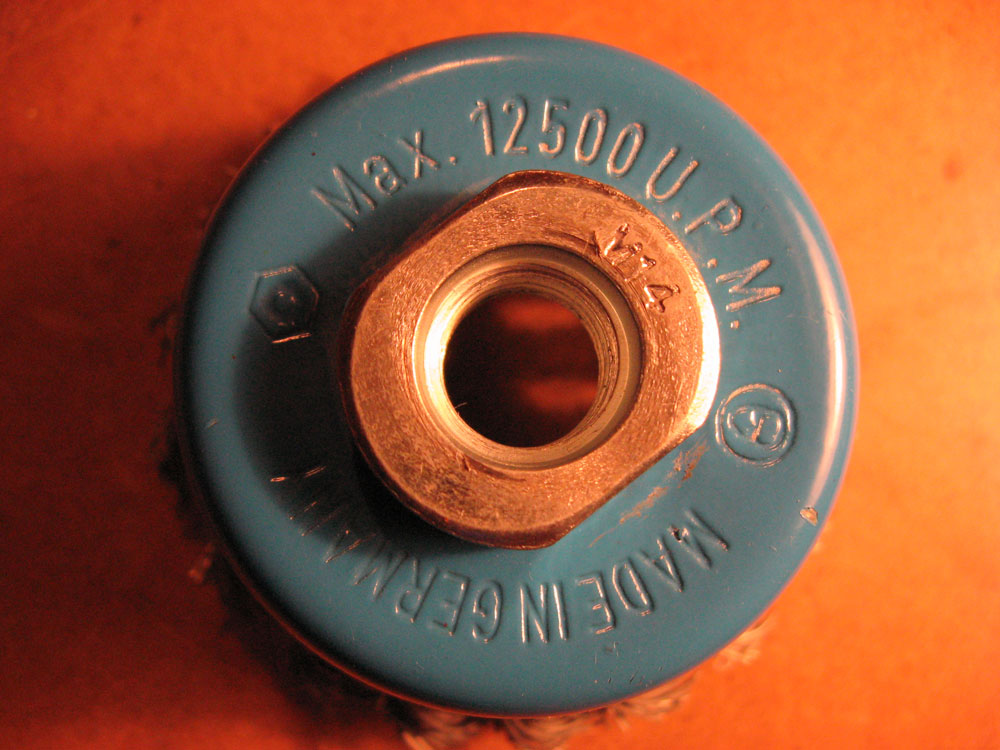 Max. 12500 U.P.M.
M14
MADE IN GERMANY